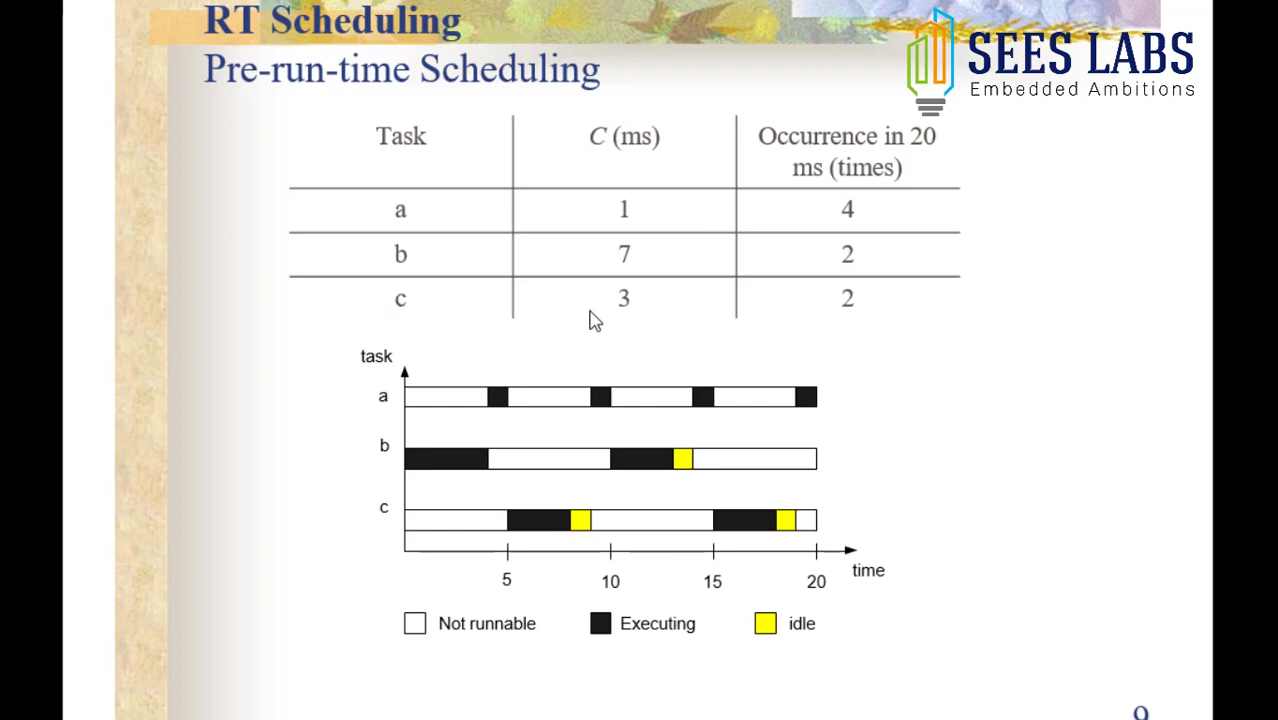 RT Scheduling
Pre-run-time Scheduling
SEES LABS
Embedded Ambitions
Task C (ms) Occurrence in 20 ms (times)
a 1 4
b 7 2
c 3 2
task
a
b
c
5 10 15 20
time
Not runnable Executing idle
9